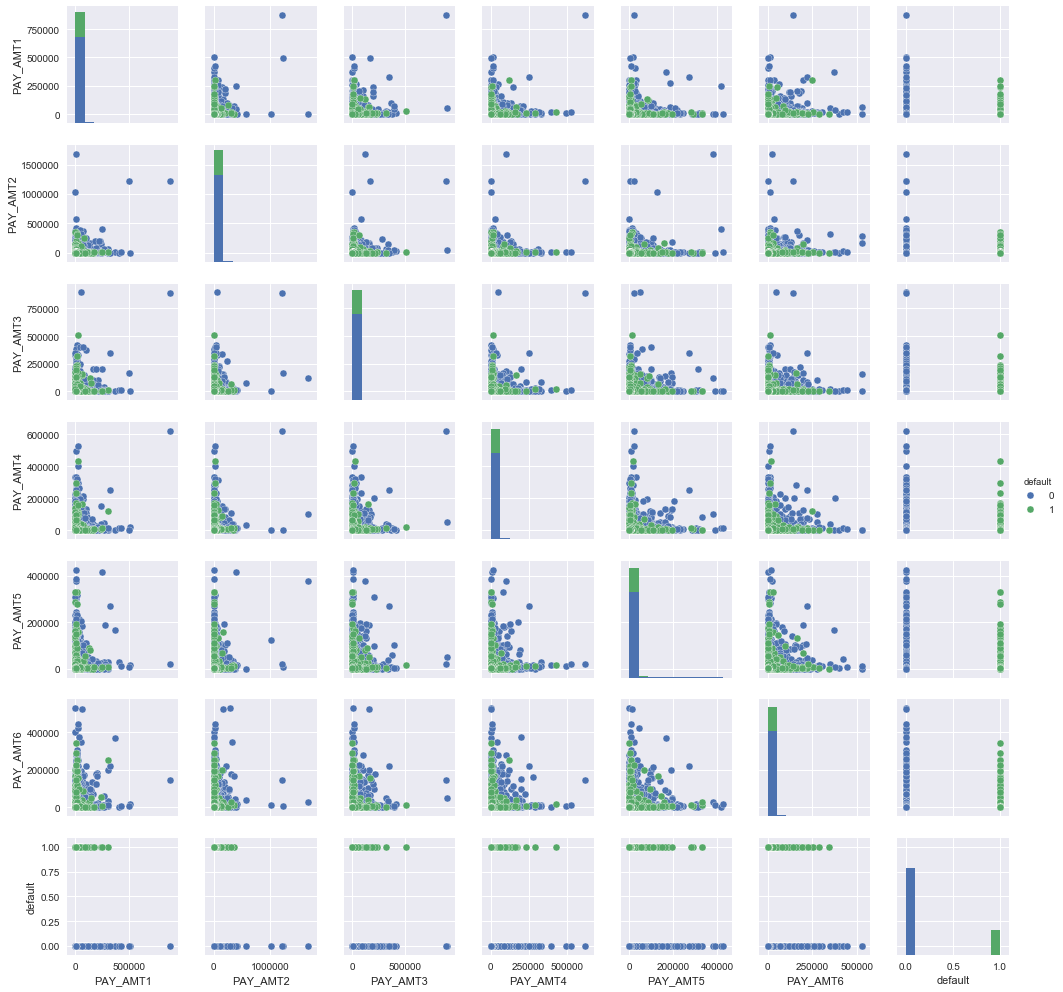 PAY_AMT1
750000
500000
250000
0
PAY_AMT2
1500000
1000000
500000
0
PAY_AMT3
750000
500000
250000
0
PAY_AMT4
600000
400000
200000
0
default
0
1
PAY_AMT5
400000
200000
0
PAY_AMT6
400000
200000
0
default
1.00
0.75
0.50
0.25
0.00
0 500000
0 1000000
0 500000
0 250000 500000
0 200000 400000
0 250000 500000
0.0 0.5 1.0
PAY_AMT1
PAY_AMT2
PAY_AMT3
PAY_AMT4
PAY_AMT5
PAY_AMT6
default